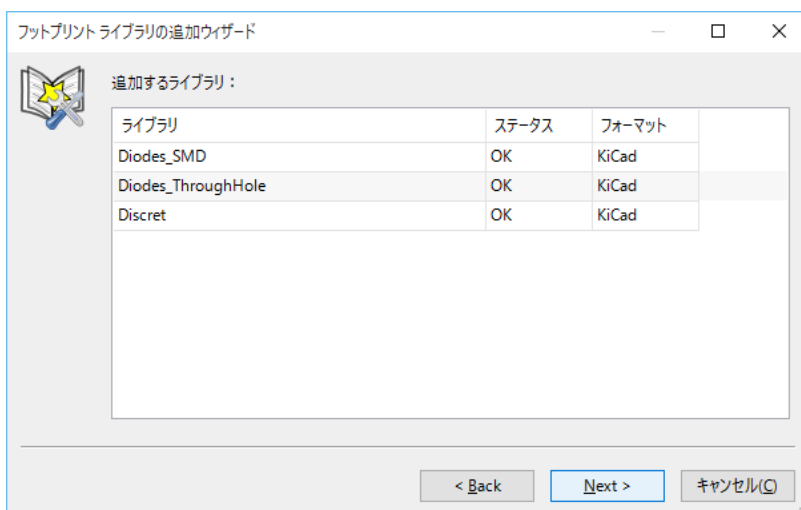 フットプリント ライブラリの追加ウィザード
追加するライブラリ：
ライブラリ ステータス フォーマット
Diodes_SMD OK KiCad
Diodes_ThroughHole OK KiCad
Discret OK KiCad
< Back Next > キャンセル(C)